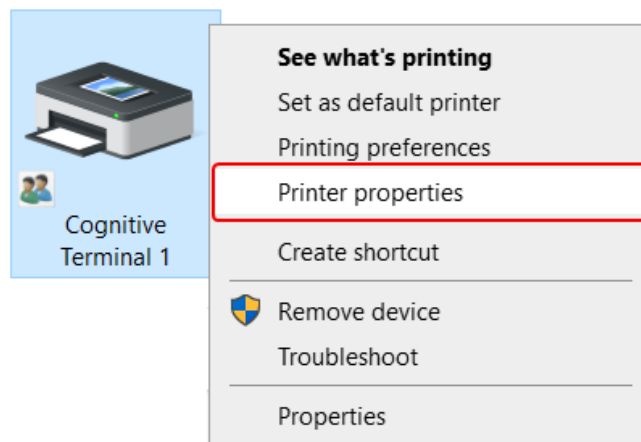 See what's printing
Set as default printer
Printing preferences
Printer properties
Cognitive
Terminal 1
Create shortcut
Remove device
Troubleshoot
Properties